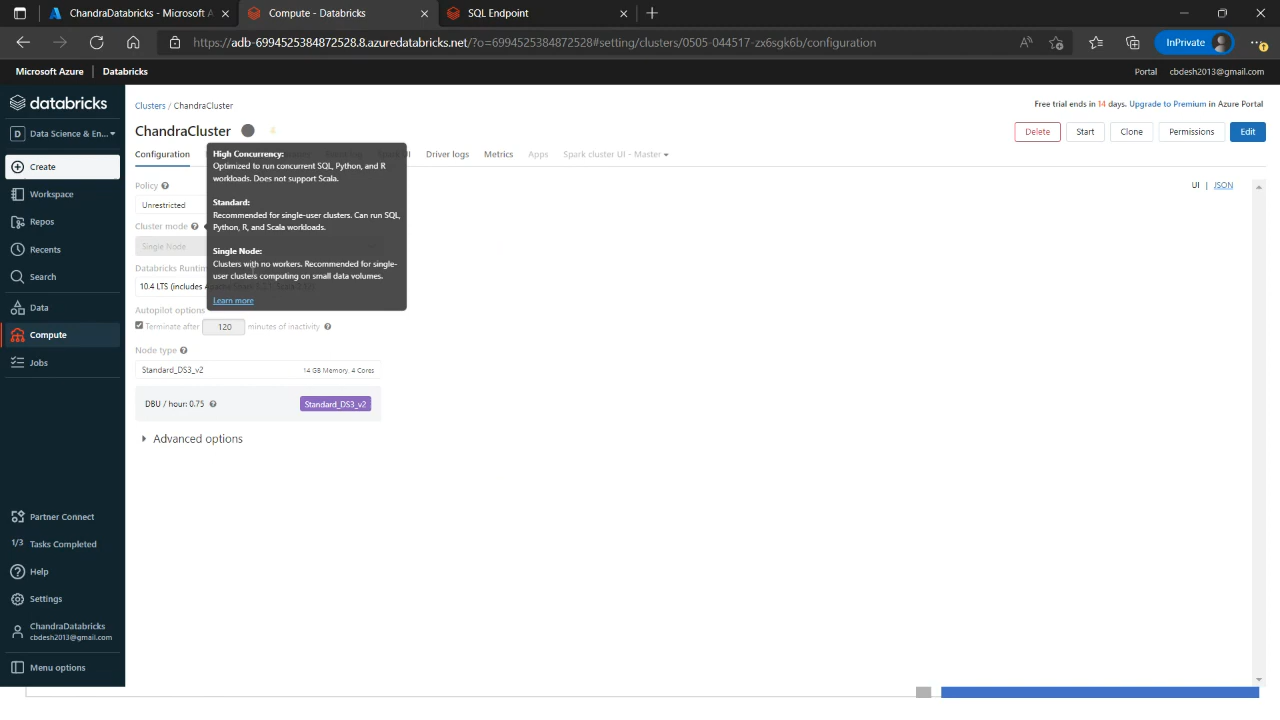 ChandraDatabricks - Microsoft A
Compute - Databricks
SQL Endpoint
https://adb-6994525384872528.8.azuredatabricks.net/?o=6994525384872528#setting/clusters/0505-044517-zx6sgk6b/configuration
InPrivate
Microsoft Azure
Databricks
Portal
cbdesh2013@gmail.com
databricks
Data Science & En...
Create
Workspace
Repos
Recents
Search
Data
Compute
Jobs
Partner Connect
1/3 Tasks Completed
Help
Settings
ChandraDatabricks
cbdesh2013@gmail.com
Menu options
Clusters / ChandraCluster
Free trial ends in 14 days. Upgrade to Premium in Azure Portal
ChandraCluster
Delete
Start
Clone
Permissions
Edit
Configuration
Driver logs
Metrics
Apps
Spark cluster UI - Master
UI | JSON
Policy
Unrestricted
Cluster mode
Single Node
High Concurrency:
Optimized to run concurrent SQL, Python, and R
workloads. Does not support Scala.
Standard:
Recommended for single-user clusters. Can run SQL,
Python, R, and Scala workloads.
Single Node:
Clusters with no workers. Recommended for single-
user clusters computing on small data volumes.
Learn more
Databricks Runtim
10.4 LTS (includes
Autopilot options
Terminate after 120 minutes of inactivity
Node type
Standard_DS3_v2
14 GB Memory, 4 Cores
DBU / hour: 0.75
Standard_DS3_v2
Advanced options